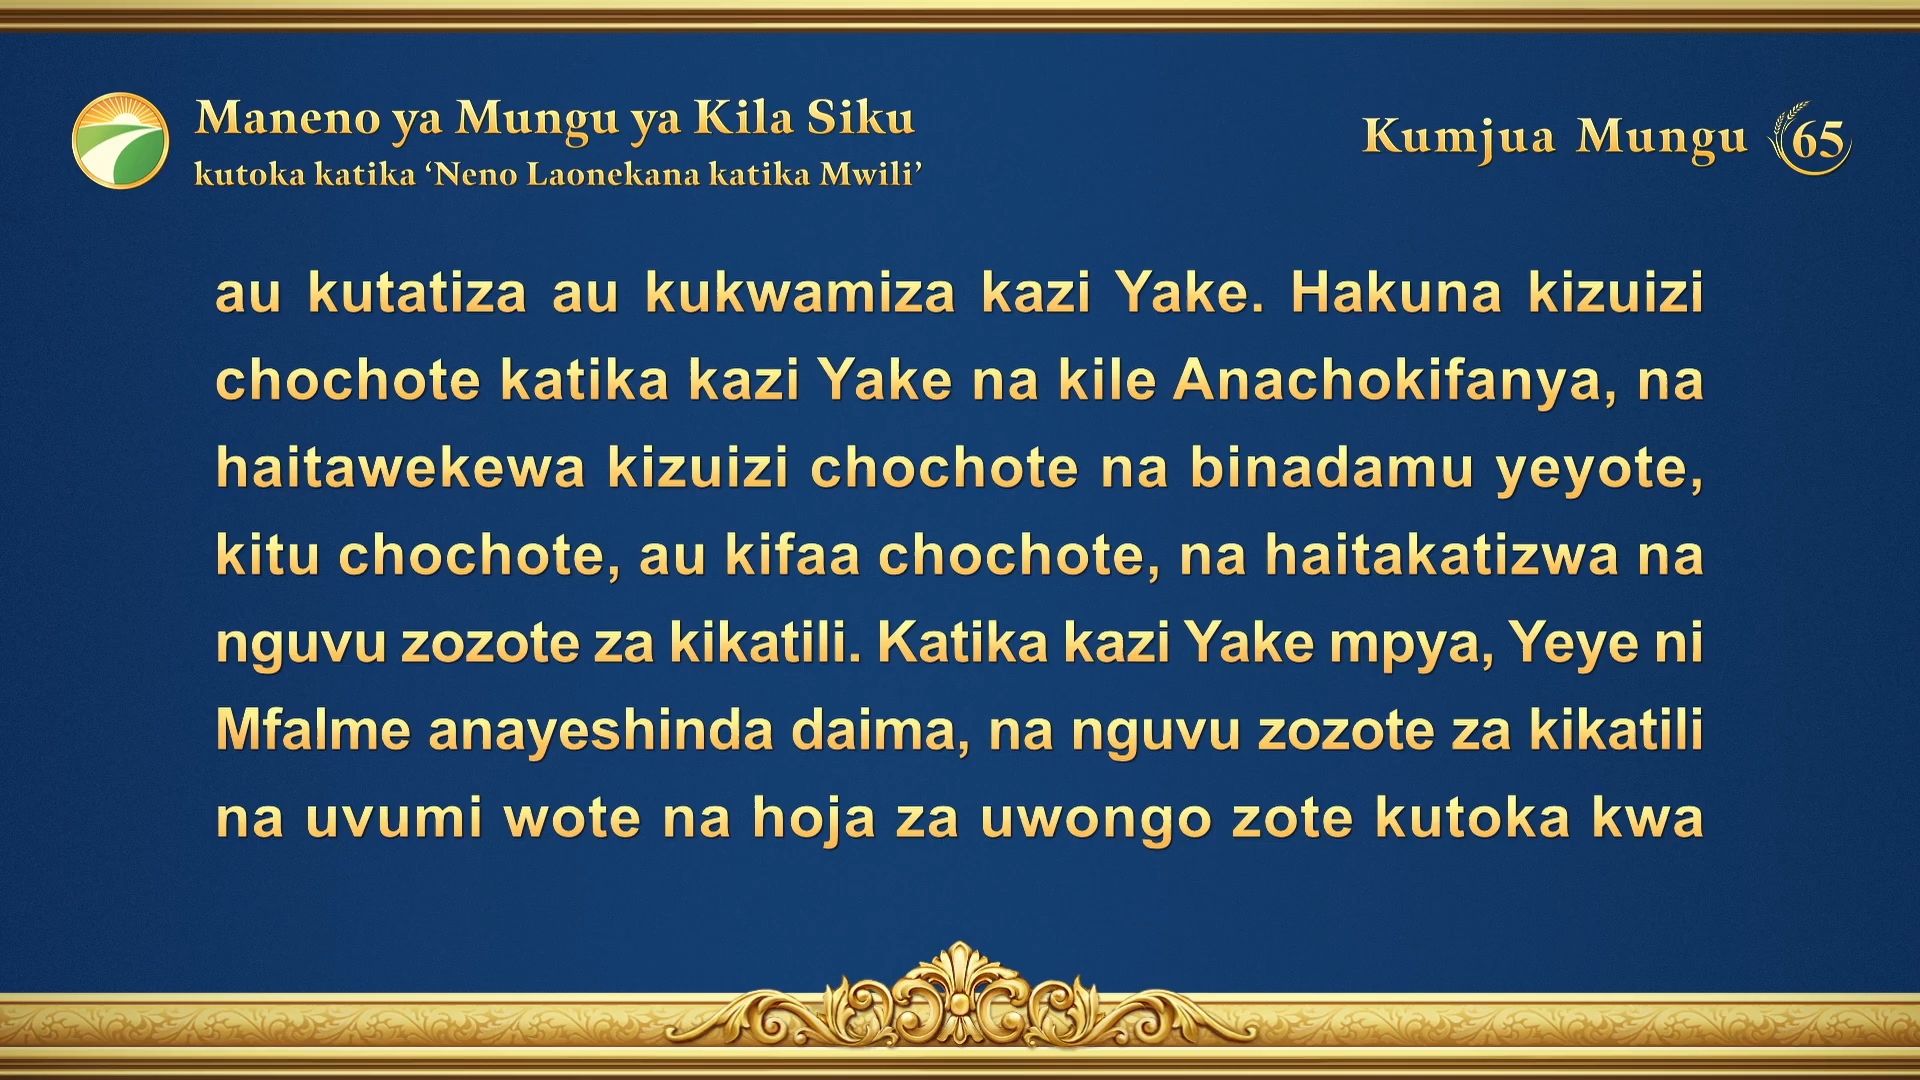 Maneno ya Mungu ya Kila Siku
kutoka katika ‘Neno Laonekana katika Mwili’
Kumjua Mungu 65
au kutatiza au kukwamiza kazi Yake. Hakuna kizuizi
chochote katika kazi Yake na kile Anachokifanya, na
haitawekewa kizuizi chochote na binadamu yeyote,
kitu chochote, au kifaa chochote, na haitakatizwa na
nguvu zozote za kikatili. Katika kazi Yake mpya, Yeye ni
Mfalme anayeshinda daima, na nguvu zozote za kikatili
na uvumi wote na hoja za uwongo zote kutoka kwa